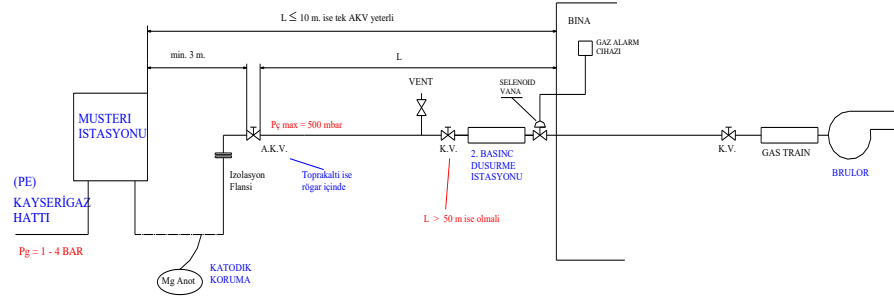 L ≤ 10 m. ise tek AKV yeterli
BINA
GAZ ALARM
CIHAZI
min. 3 m.
L
VENT
SELENOID
VANA
MUSTERI
ISTASYONU
Pç max = 500 mbar
A.K.V.
K.V.
2. BASINC
DUSURME
ISTASYONU
K.V.
GAS TRAIN
BRULOR
Izolasyon
Flansi
Toprakalti ise
rögar içinde
(PE)
KAYSERİGAZ
HATTI
L > 50 m ise olmali
Pg = 1 - 4 BAR
Mg Anot
KATODIK
KORUMA